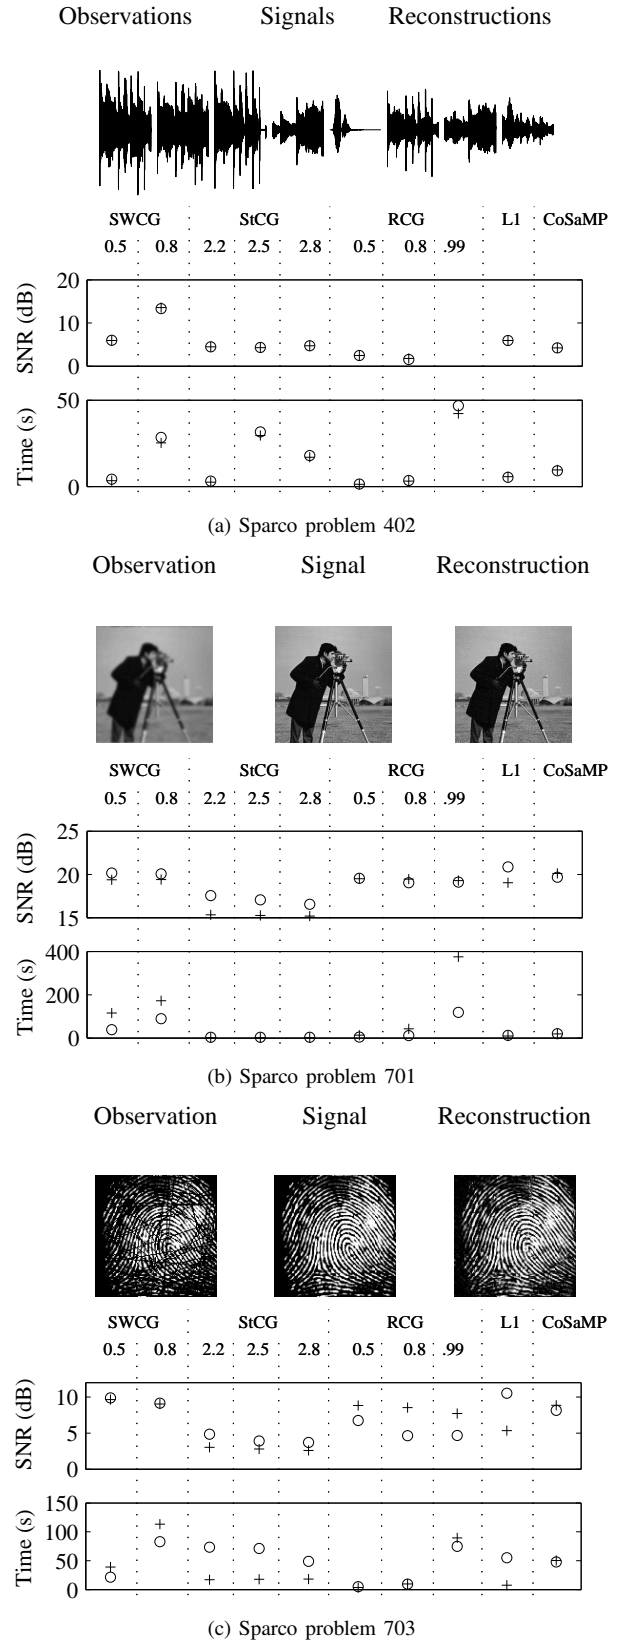 Observations Signals Reconstructions
SWCG StCG RCG L1 CoSaMP
0.5 0.8 2.2 2.5 2.8 0.5 0.8 .99
20
10
0
SNR (dB)
50
0
Time (s)
(a) Sparco problem 402
Observation Signal Reconstruction
SWCG StCG RCG L1 CoSaMP
0.5 0.8 2.2 2.5 2.8 0.5 0.8 .99
25
20
15
SNR (dB)
400
200
0
Time (s)
(b) Sparco problem 701
Observation Signal Reconstruction
SWCG StCG RCG L1 CoSaMP
0.5 0.8 2.2 2.5 2.8 0.5 0.8 .99
10
5
0
SNR (dB)
150
100
50
0
Time (s)
(c) Sparco problem 703